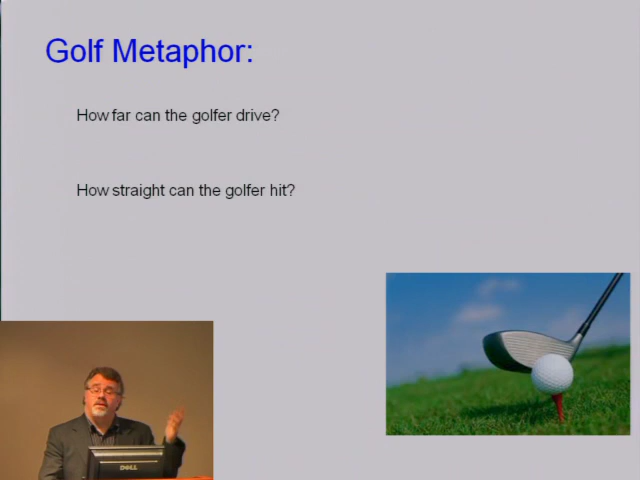 Golf Metaphor:
How far can the golfer drive?
How straight can the golfer hit?
DELL